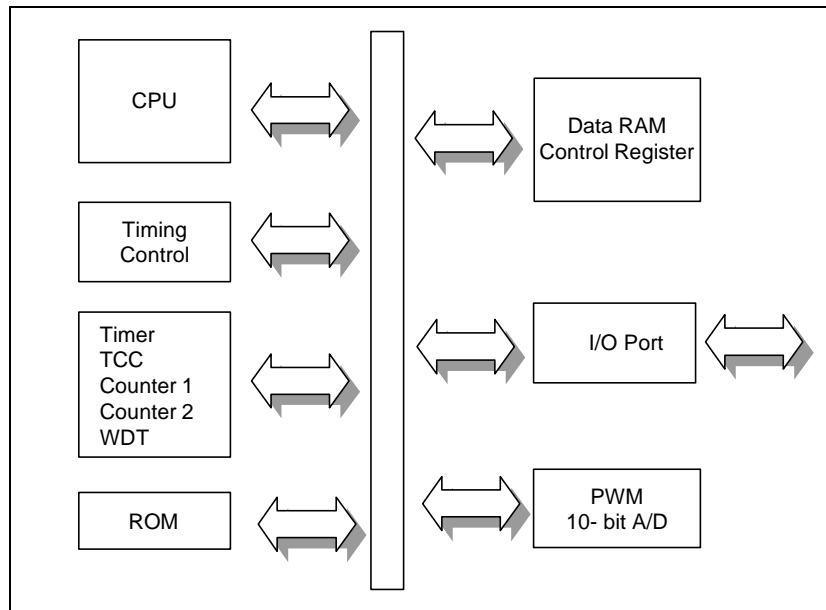 CPU
Timing
Control
Timer
TCC
Counter 1
Counter 2
WDT
ROM
Data RAM
Control Register
I/O Port
PWM
10- bit A/D